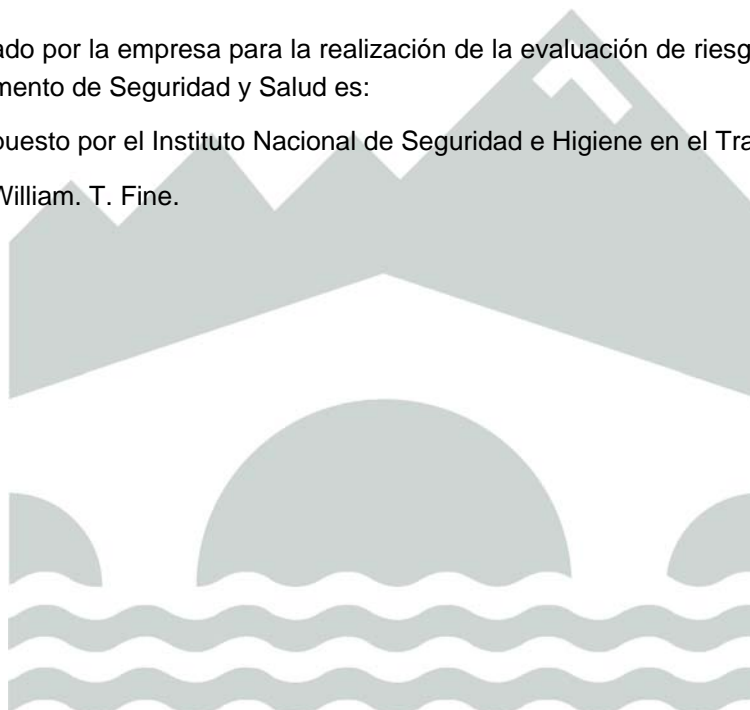 ado por la empresa para la realización de la evaluación de riesg
mento de Seguridad y Salud es:
puesto por el Instituto Nacional de Seguridad e Higiene en el Tra
William. T. Fine.